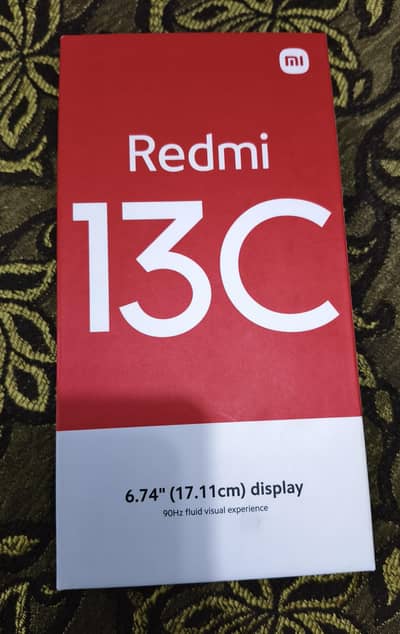 mi
Redmi
13C
6.74" (17.11cm) display
90Hz fluid visual experience